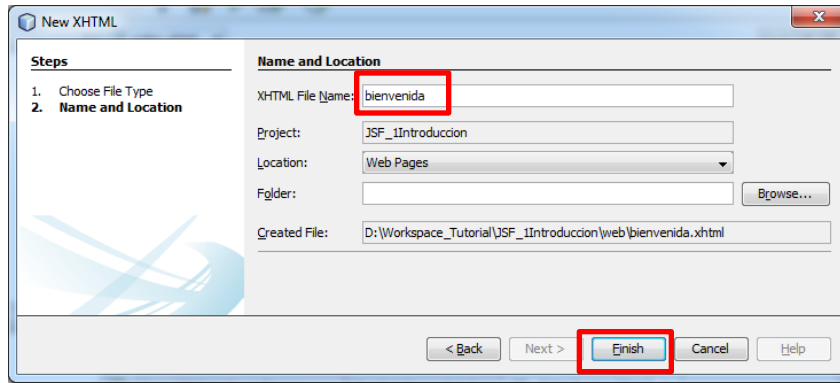 New XHTML
Steps
1. Choose File Type
2. Name and Location
Name and Location
XHTML File Name: bienvenida
Project: JSF_1Introduccion
Location: Web Pages
Folder: Browse...
Created File: D:\Workspace_Tutorial\JSF_1Introduccion\web\bienvenida.xhtml
< Back Next > Finish Cancel Help